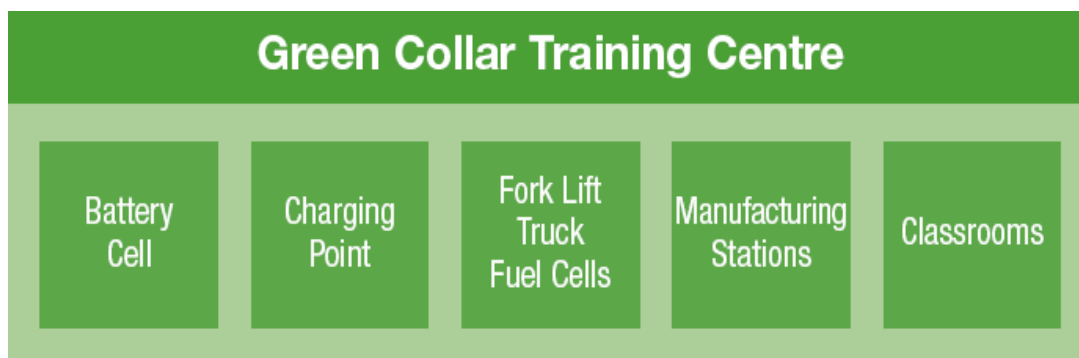 Green Collar Training Centre
Battery
Cell
Charging
Point
Fork Lift
Truck
Fuel Cells
Manufacturing
Stations
Classrooms